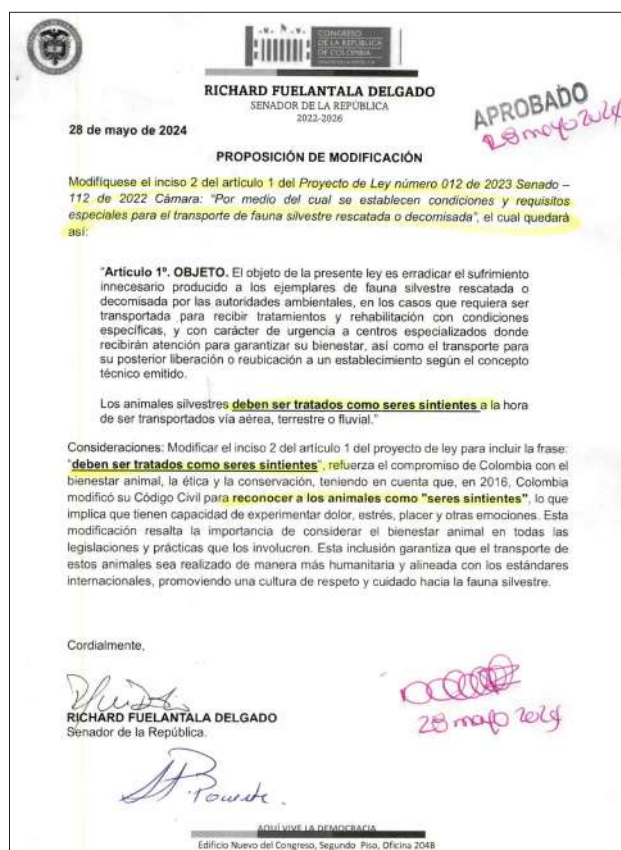 CONGRESO
DE LA REPÚBLICA
DE COLOMBIA
RICHARD FUELANTALA DELGADO
SENADOR DE LA REPÚBLICA
2022-2026
APROBADO
28 mayo 2024
28 de mayo de 2024
PROPOSICIÓN DE MODIFICACIÓN
Modifíquese el inciso 2 del artículo 1 del Proyecto de Ley número 012 de 2023 Senado –
112 de 2022 Cámara: “Por medio del cual se establecen condiciones y requisitos
especiales para el transporte de fauna silvestre rescatada o decomisada”, el cual quedará
así:
“Artículo 1º. OBJETO. El objeto de la presente ley es erradicar el sufrimiento
innecesario producido a los ejemplares de fauna silvestre rescatada o
decomisada por las autoridades ambientales, en los casos que requiera ser
transportada para recibir tratamientos y rehabilitación con condiciones
específicas, y con carácter de urgencia a centros especializados donde
recibirán atención para garantizar su bienestar, así como el transporte para
su posterior liberación o reubicación a un establecimiento según el concepto
técnico emitido.
Los animales silvestres deben ser tratados como seres sintientes a la hora
de ser transportados vía aérea, terrestre o fluvial.”
Consideraciones: Modificar el inciso 2 del artículo 1 del proyecto de ley para incluir la frase:
“deben ser tratados como seres sintientes”, refuerza el compromiso de Colombia con el
bienestar animal, la ética y la conservación, teniendo en cuenta que, en 2016, Colombia
modificó su Código Civil para reconocer a los animales como "seres sintientes", lo que
implica que tienen capacidad de experimentar dolor, estrés, placer y otras emociones. Esta
modificación resalta la importancia de considerar el bienestar animal en todas las
legislaciones y prácticas que los involucren. Esta inclusión garantiza que el transporte de
estos animales sea realizado de manera más humanitaria y alineada con los estándares
internacionales, promoviendo una cultura de respeto y cuidado hacia la fauna silvestre.
Cordialmente,
RICHARD FUELANTALA DELGADO
Senador de la República.
28 mayo 2024
AQUÍ VIVE LA DEMOCRACIA
Edificio Nuevo del Congreso, Segundo Piso, Oficina 204B